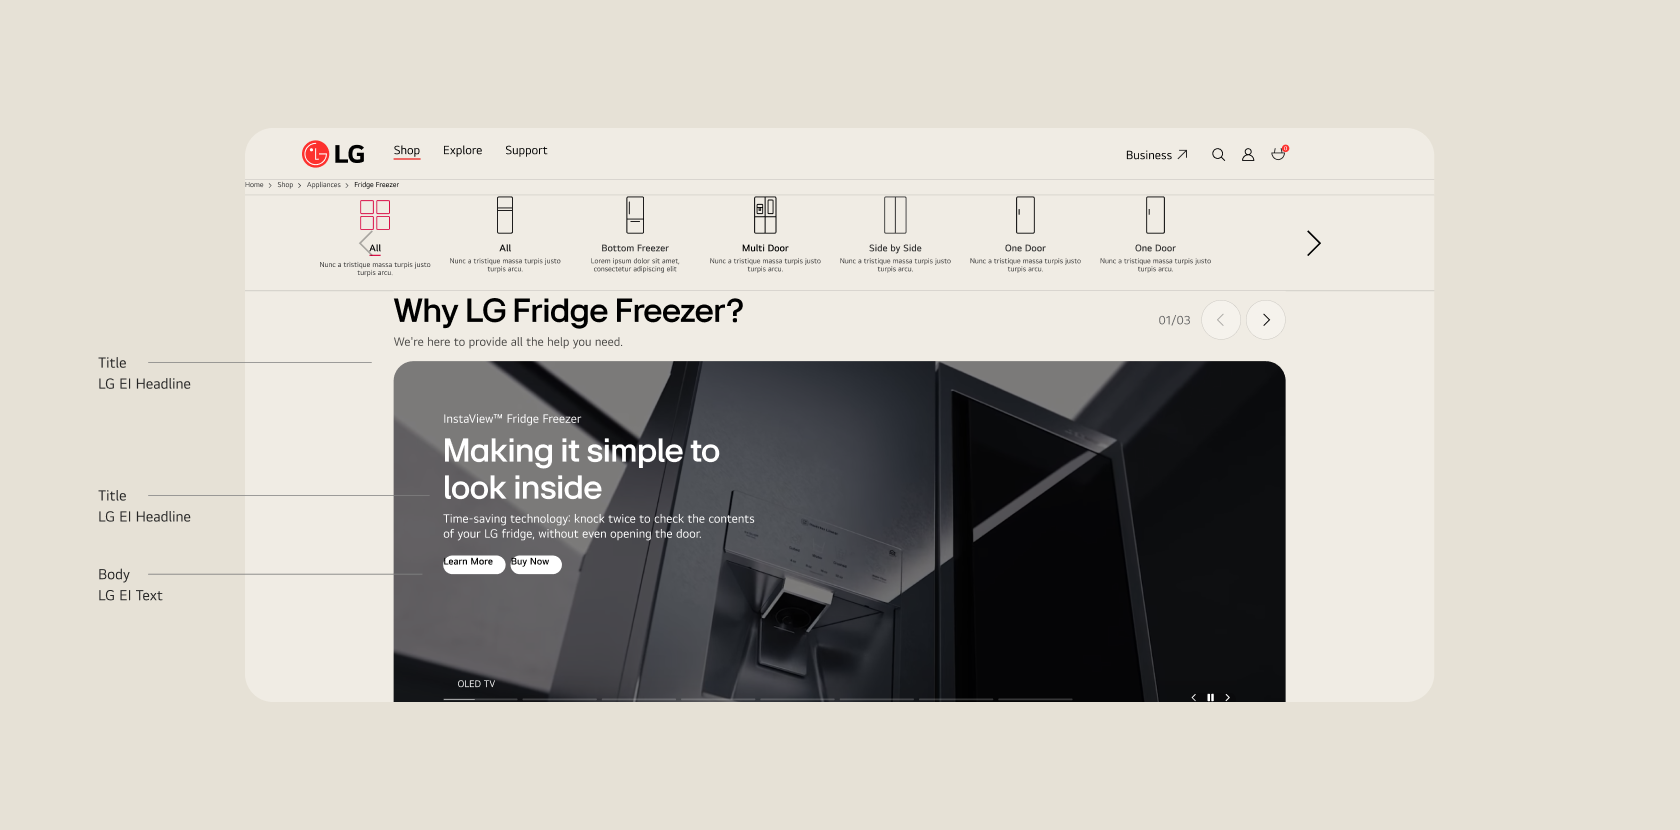 LG
Shop Explore Support
Business
0
Home > Shop > Appliances > Fridge Freezer
All
Nunc a tristique massa turpis justo
turpis arcu.
All
Nunc a tristique massa turpis justo
turpis arcu.
Bottom Freezer
Lorem ipsum dolor sit amet,
consectetur adipiscing elit
Multi Door
Nunc a tristique massa turpis justo
turpis arcu.
Side by Side
Nunc a tristique massa turpis justo
turpis arcu.
One Door
Nunc a tristique massa turpis justo
turpis arcu.
One Door
Nunc a tristique massa turpis justo
turpis arcu.
Why LG Fridge Freezer?
01/03
We're here to provide all the help you need.
Title
LG EI Headline
InstaView™ Fridge Freezer
Making it simple to
look inside
Title
LG EI Headline
Time-saving technology: knock twice to check the contents
of your LG fridge, without even opening the door.
Learn More
Buy Now
Body
LG EI Text
OLED TV